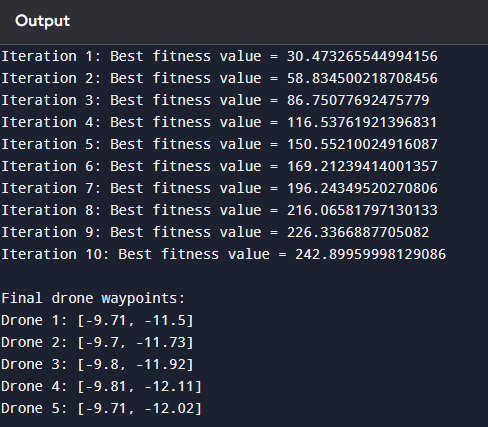 Output
Iteration 1: Best fitness value = 30.473265544994156
Iteration 2: Best fitness value = 58.834500218708456
Iteration 3: Best fitness value = 86.75077692475779
Iteration 4: Best fitness value = 116.53761921396831
Iteration 5: Best fitness value = 150.55210024916087
Iteration 6: Best fitness value = 169.21239414001357
Iteration 7: Best fitness value = 196.24349520270806
Iteration 8: Best fitness value = 216.06581797130133
Iteration 9: Best fitness value = 226.3366887705082
Iteration 10: Best fitness value = 242.89959998129086
Final drone waypoints:
Drone 1: [-9.71, -11.5]
Drone 2: [-9.7, -11.73]
Drone 3: [-9.8, -11.92]
Drone 4: [-9.81, -12.11]
Drone 5: [-9.71, -12.02]